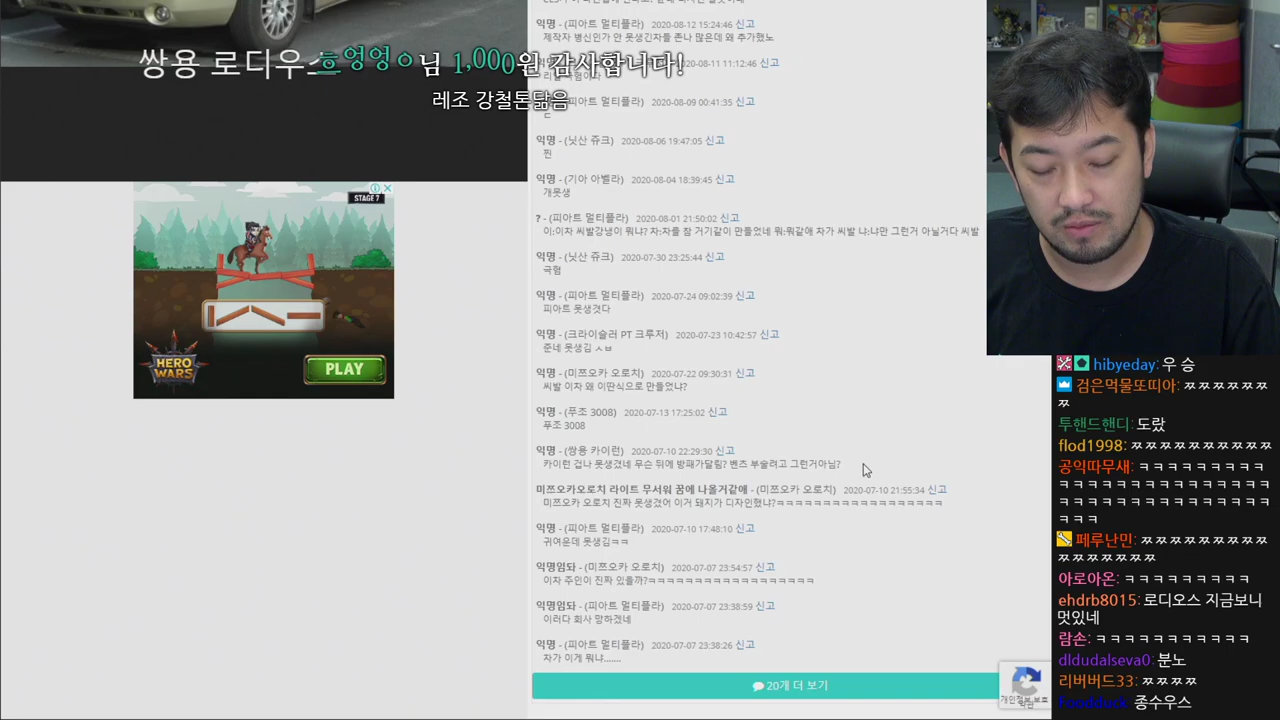 쌍용 로디우스
흐엉엉ㅇ님 1,000원 감사합니다!
레조 강철톤닮음
STAGE 7
HERO
WARS
PLAY
익명 - (피아트 멀티플라) 2020-08-12 15:24:46 신고
제작자 병신인가 안 못생긴차들 존나 많은데 왜 추가했노
08-11 11:12:46 신고
2020-08-09 00:41:35 신고
ㄷ
익명 - (닛산 쥬크) 2020-08-06 19:47:05 신고
찐
익명 - (기아 아벨라) 2020-08-04 18:39:45 신고
개못생
? - (피아트 멀티플라) 2020-08-01 21:50:02 신고
이;이차 씨발강냉이 뭐냐? 자;자를 잠 거기같이 만들었네 뭐;뭐같애 차가 씨발 냐;냐만 그런거 아닐거다 씨발
익명 - (닛산 쥬크) 2020-07-30 23:25:44 신고
극혐
익명 - (피아트 멀티플라) 2020-07-24 09:02:39 신고
피아트 못생겻다
익명 - (크라이슬러 PT 크루저) 2020-07-23 10:42:57 신고
준네 못생김 ㅅㅂ
익명 - (미쯔오카 오로치) 2020-07-22 09:30:31 신고
씨발 이차 왜 이딴식으로 만들었냐?
익명 - (푸조 3008) 2020-07-13 17:25:02 신고
푸조 3008
익명 - (쌍용 카이런) 2020-07-10 22:29:30 신고
카이런 겁나 못생겼네 무슨 뒤에 방패가달림? 벤츠 부술려고 그런거아님?
미쯔오카오로치 라이트 무서워 꿈에 나올거같애 - (미쯔오카 오로치) 2020-07-10 21:55:34 신고
미쯔오카 오로치 진짜 못생겼어 이거 돼지가 디자인했냐?ㅋㅋㅋㅋㅋㅋㅋㅋㅋㅋㅋㅋㅋㅋㅋㅋㅋㅋ
익명 - (피아트 멀티플라) 2020-07-10 17:48:10 신고
귀여운데 못생김ㅋㅋ
익명임돠 - (미쯔오카 오로치) 2020-07-07 23:54:57 신고
이차 주인이 진짜 있을까?ㅋㅋㅋㅋㅋㅋㅋㅋㅋㅋㅋㅋㅋㅋㅋㅋㅋㅋ
익명임돠 - (피아트 멀티플라) 2020-07-07 23:38:59 신고
이러다 회사 망하겠네
익명 - (피아트 멀티플라) 2020-07-07 23:38:26 신고
차가 이게 뭐냐.......
20개 더 보기
hibyeday: 우 승
검은먹물또띠아: ㅉㅉㅉㅉㅉㅉ
ㅉ
투핸드핸디: 도랐
flod1998: ㅉㅉㅉㅉㅉㅉㅉㅉㅉㅉ
공익따무새: ㅋㅋㅋㅋㅋㅋㅋㅋㅋ
ㅋㅋㅋㅋㅋㅋㅋㅋㅋㅋㅋㅋㅋㅋㅋ
ㅋㅋㅋㅋㅋㅋㅋㅋㅋㅋㅋㅋㅋㅋㅋ
ㅋㅋㅋ
페루난민: ㅉㅉㅉㅉㅉㅉㅉㅉㅉ
ㅉㅉㅉㅉㅉㅉㅉ
아로아온: ㅋㅋㅋㅋㅋㅋㅋㅋㅋ
ehdrb8015: 로디오스 지금보니
멋있네
람손: ㅋㅋㅋㅋㅋㅋㅋㅋㅋㅋㅋ
dldudalseva0: 분노
리버버드33: ㅉㅉㅉㅉ
종수우스